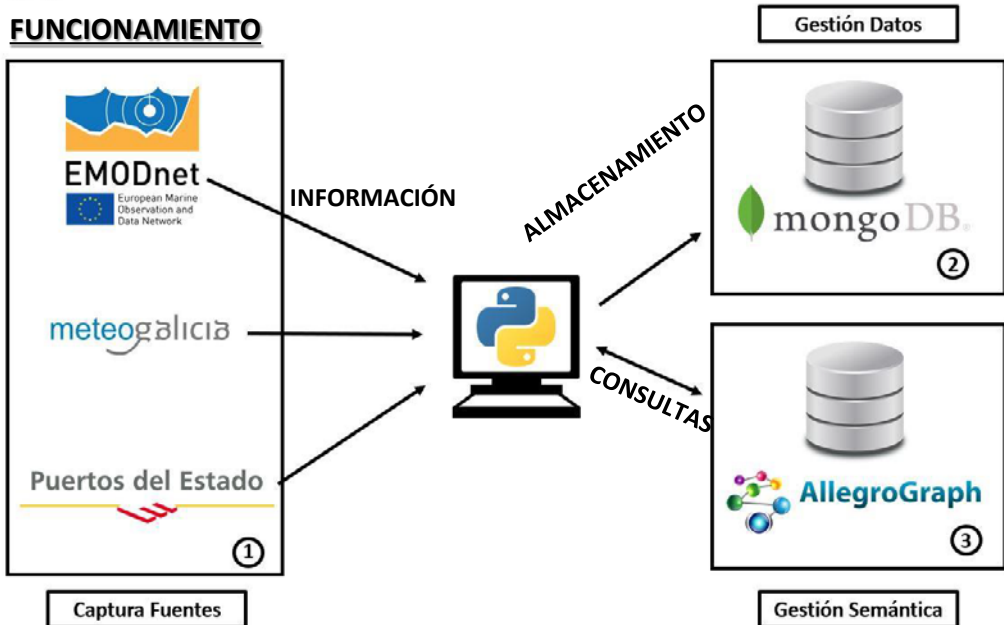 FUNCIONAMIENTO
EMODnet
European Marine
Observation and
Data Network
meteogalicia
Puertos del Estado
1
Captura Fuentes
INFORMACIÓN
ALMACENAMIENTO
CONSULTAS
Gestión Datos
mongoDB®
2
AllegroGraph
3
Gestión Semántica